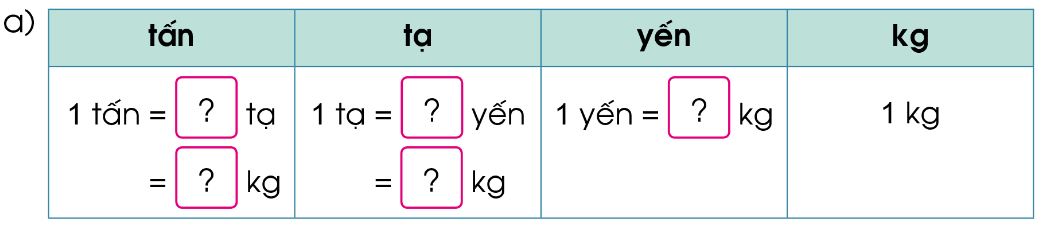 a)
tấn tạ yến kg
1 tấn = ? tạ 1 tạ = ? yến 1 yến = ? kg 1 kg
= ? kg = ? kg